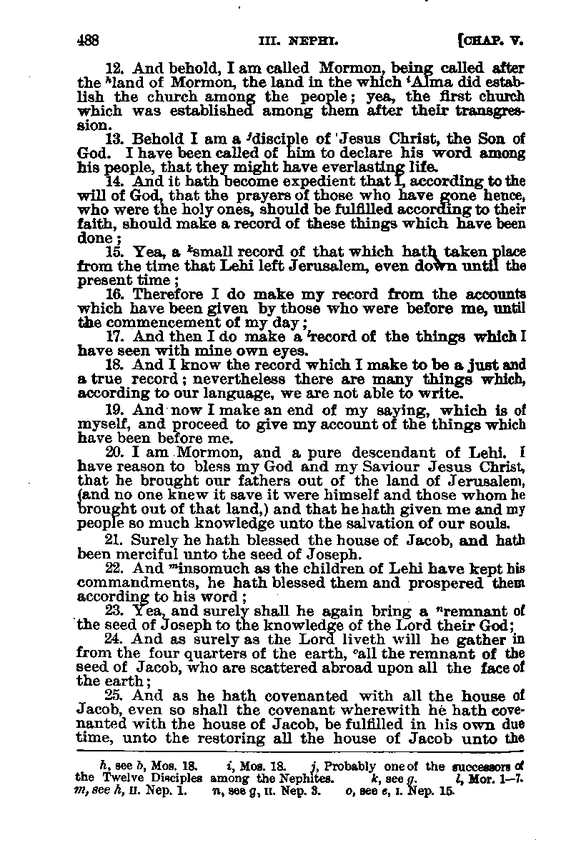 488 III. NEPHI. [CHAP. V.
12. And behold, I am called Mormon, being called after
the ʰland of Mormon, the land in the which ⁱAlma did estab-
lish the church among the people; yea, the first church
which was established among them after their transgres-
sion.
13. Behold I am a ʲdisciple of Jesus Christ, the Son of
God. I have been called of him to declare his word among
his people, that they might have everlasting life.
14. And it hath become expedient that I, according to the
will of God, that the prayers of those who have gone hence,
who were the holy ones, should be fulfilled according to their
faith, should make a record of these things which have been
done;
15. Yea, a ᵏsmall record of that which hath taken place
from the time that Lehi left Jerusalem, even down until the
present time;
16. Therefore I do make my record from the accounts
which have been given by those who were before me, until
the commencement of my day;
17. And then I do make a ˡrecord of the things which I
have seen with mine own eyes.
18. And I know the record which I make to be a just and
a true record; nevertheless there are many things which,
according to our language, we are not able to write.
19. And now I make an end of my saying, which is of
myself, and proceed to give my account of the things which
have been before me.
20. I am Mormon, and a pure descendant of Lehi. I
have reason to bless my God and my Saviour Jesus Christ,
that he brought our fathers out of the land of Jerusalem,
(and no one knew it save it were himself and those whom he
brought out of that land,) and that he hath given me and my
people so much knowledge unto the salvation of our souls.
21. Surely he hath blessed the house of Jacob, and hath
been merciful unto the seed of Joseph.
22. And ᵐinsomuch as the children of Lehi have kept his
commandments, he hath blessed them and prospered them
according to his word;
23. Yea, and surely shall he again bring a ⁿremnant of
the seed of Joseph to the knowledge of the Lord their God;
24. And as surely as the Lord liveth will he gather in
from the four quarters of the earth, ᵒall the remnant of the
seed of Jacob, who are scattered abroad upon all the face of
the earth;
25. And as he hath covenanted with all the house of
Jacob, even so shall the covenant wherewith he hath cove-
nanted with the house of Jacob, be fulfilled in his own due
time, unto the restoring all the house of Jacob unto the
h, see b, Mos. 18. i, Mos. 18. j, Probably one of the successors of
the Twelve Disciples among the Nephites. k, see g. l, Mor. 1—7.
m, see h, II. Nep. 1. n, see g, II. Nep. 3. o, see e, I. Nep. 15.